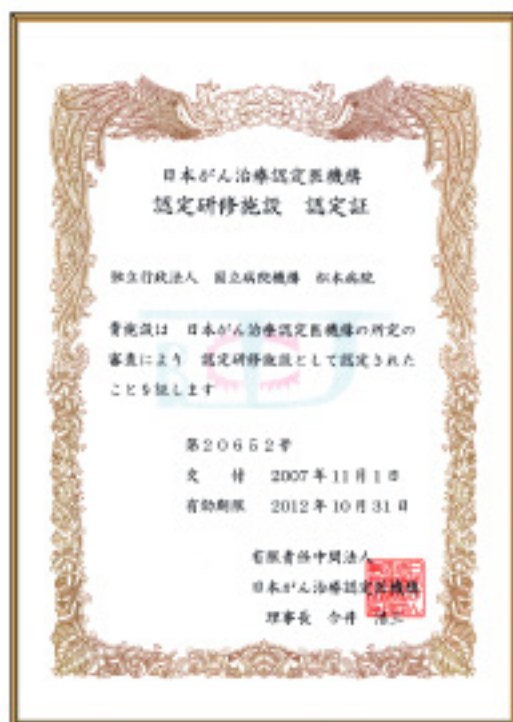 日本がん治療認定医機構
認定研修施設 認定証
独立行政法人 国立病院機構 松本病院
貴施設は 日本がん治療認定医機構の所定の
審査により 認定研修施設として認定された
ことを証します
第20652号
交 付 2007年11月1日
有効期限 2012年10月31日
有限責任中間法人
日本がん治療認定医機構
理事長 今井 浩三